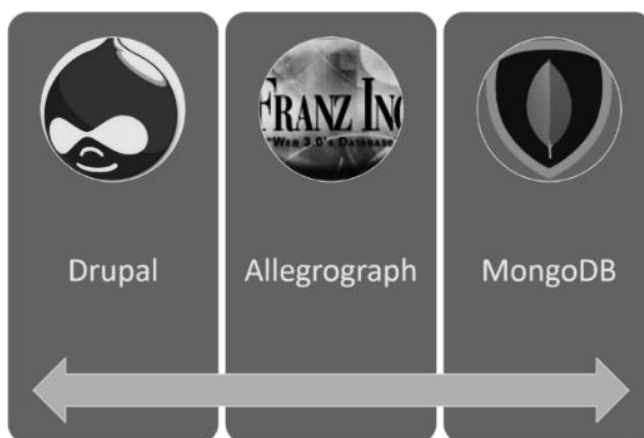 FRANZ INC
"WEB 3.0'S DATABASE
Drupal
Allegrograph
MongoDB